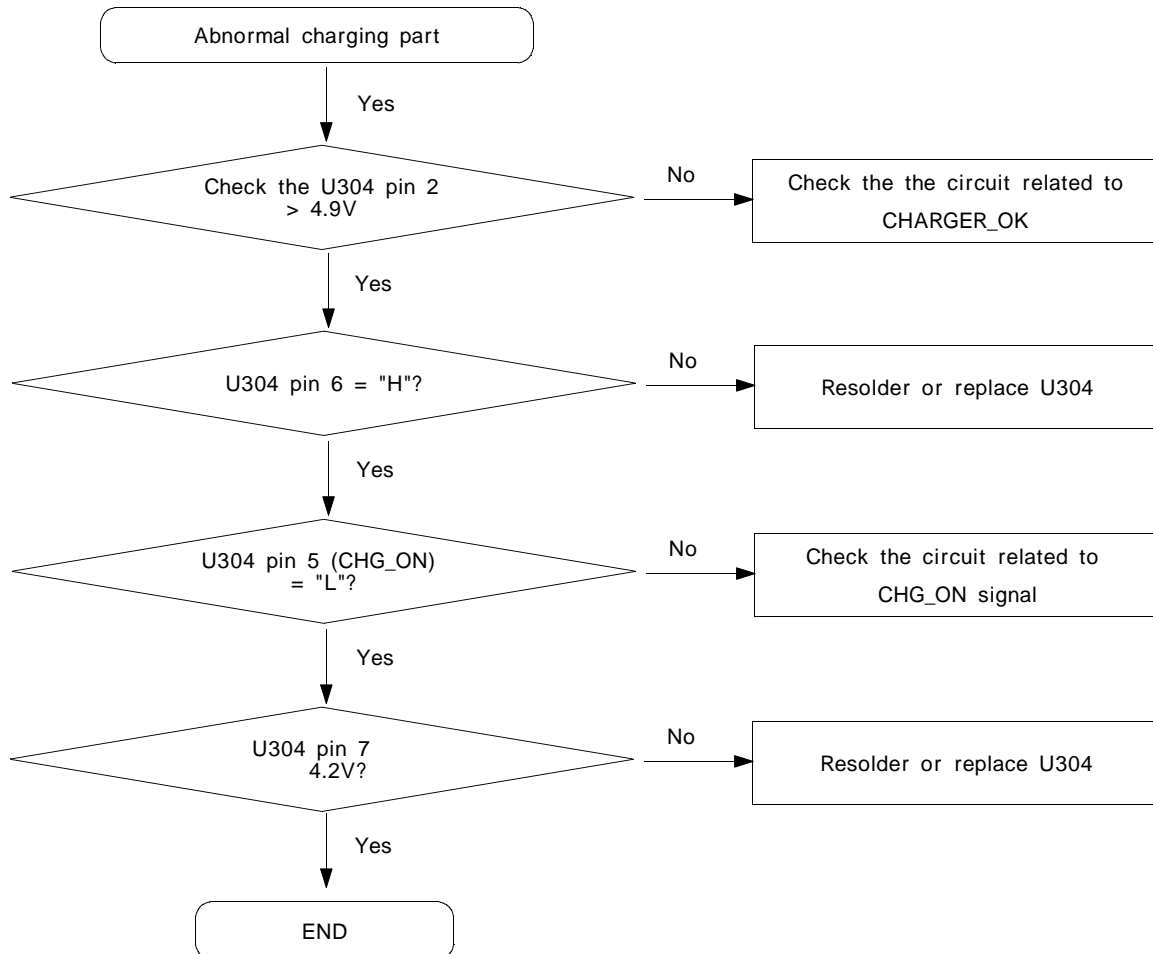 Abnormal charging part
Yes
Check the U304 pin 2
> 4.9V
No
Check the the circuit related to
CHARGER_OK
Yes
U304 pin 6 = "H"?
No
Resolder or replace U304
Yes
U304 pin 5 (CHG_ON)
= "L"?
No
Check the circuit related to
CHG_ON signal
Yes
U304 pin 7
4.2V?
No
Resolder or replace U304
Yes
END